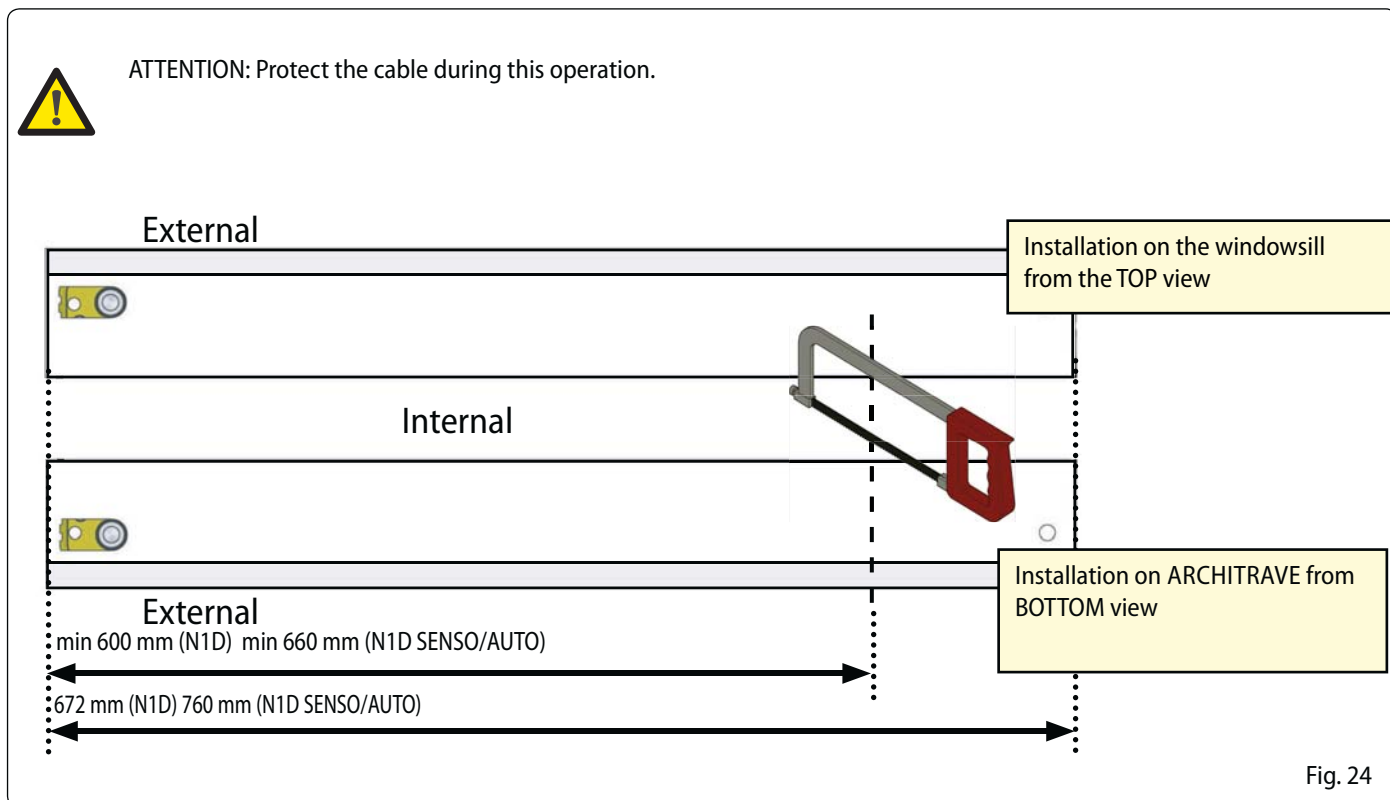 ATTENTION: Protect the cable during this operation.
External
Installation on the windowsill
from the TOP view
Internal
Installation on ARCHITRAVE from
BOTTOM view
External
min 600 mm (N1D) min 660 mm (N1D SENSO/AUTO)
672 mm (N1D) 760 mm (N1D SENSO/AUTO)
Fig. 24